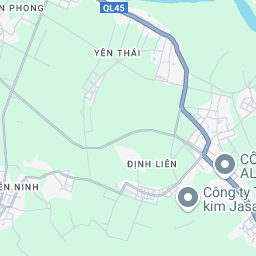 N PHONG
QL45
YÊN THÁI
ĐỊNH LIÊN
CÔ
AL
ÊN NINH
Công ty T
kim Jasa